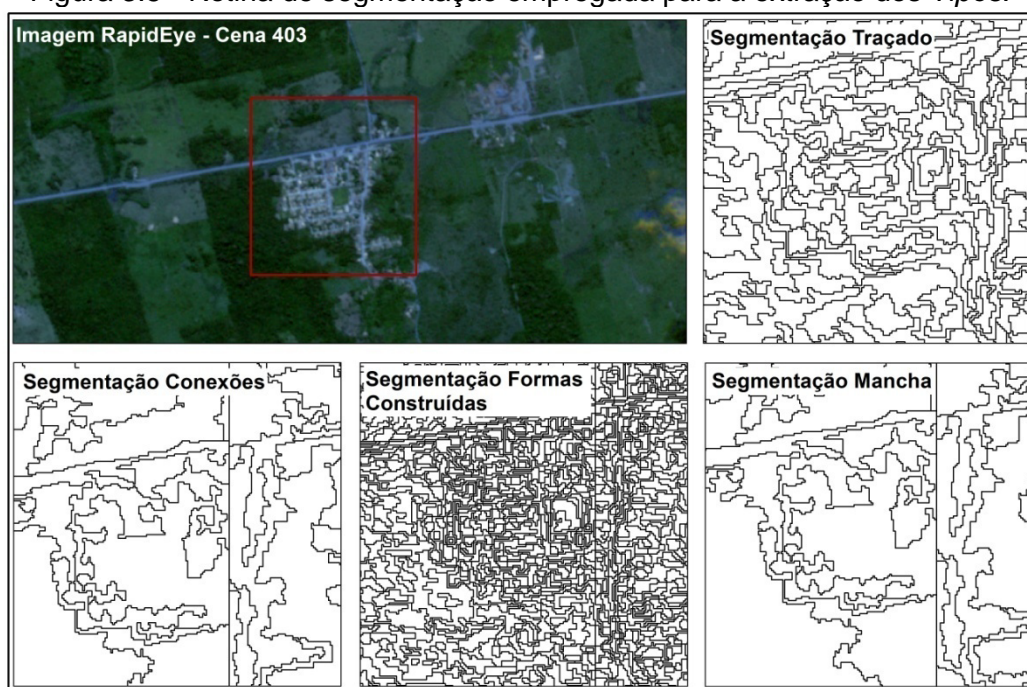 Figura - Rotina de segmentação empregada para a extração dos Tipos.
Imagem RapidEye - Cena 403
Segmentação Traçado
Segmentação Conexões
Segmentação Formas
Construídas
Segmentação Mancha